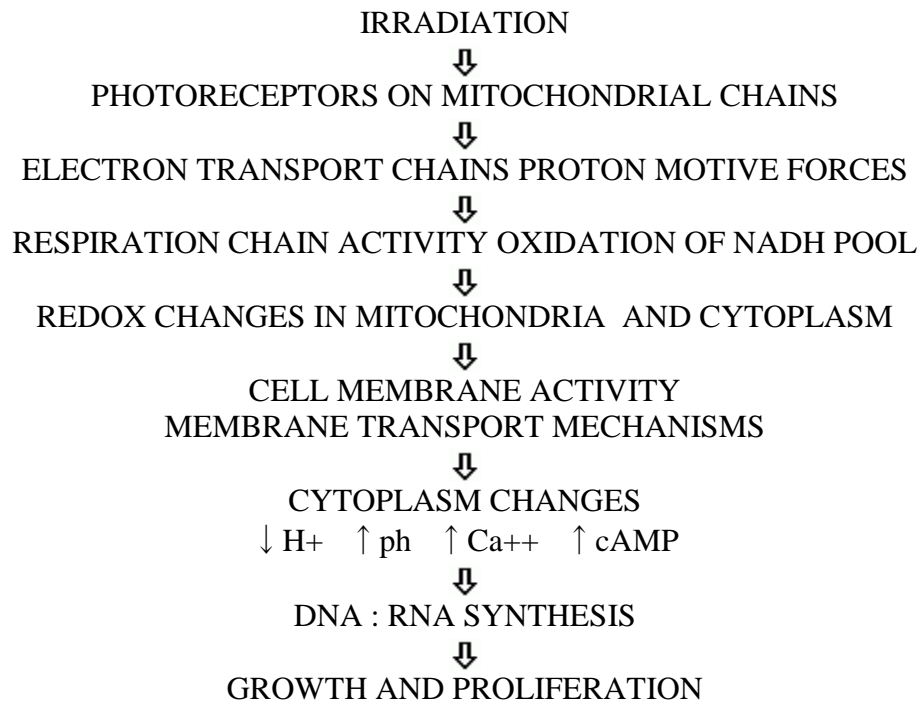 IRRADIATION
⇩
PHOTORECEPTORS ON MITOCHONDRIAL CHAINS
⇩
ELECTRON TRANSPORT CHAINS PROTON MOTIVE FORCES
⇩
RESPIRATION CHAIN ACTIVITY OXIDATION OF NADH POOL
⇩
REDOX CHANGES IN MITOCHONDRIA AND CYTOPLASM
⇩
CELL MEMBRANE ACTIVITY
MEMBRANE TRANSPORT MECHANISMS
⇩
CYTOPLASM CHANGES
↓ H+ ↑ ph ↑ Ca++ ↑ cAMP
⇩
DNA : RNA SYNTHESIS
⇩
GROWTH AND PROLIFERATION